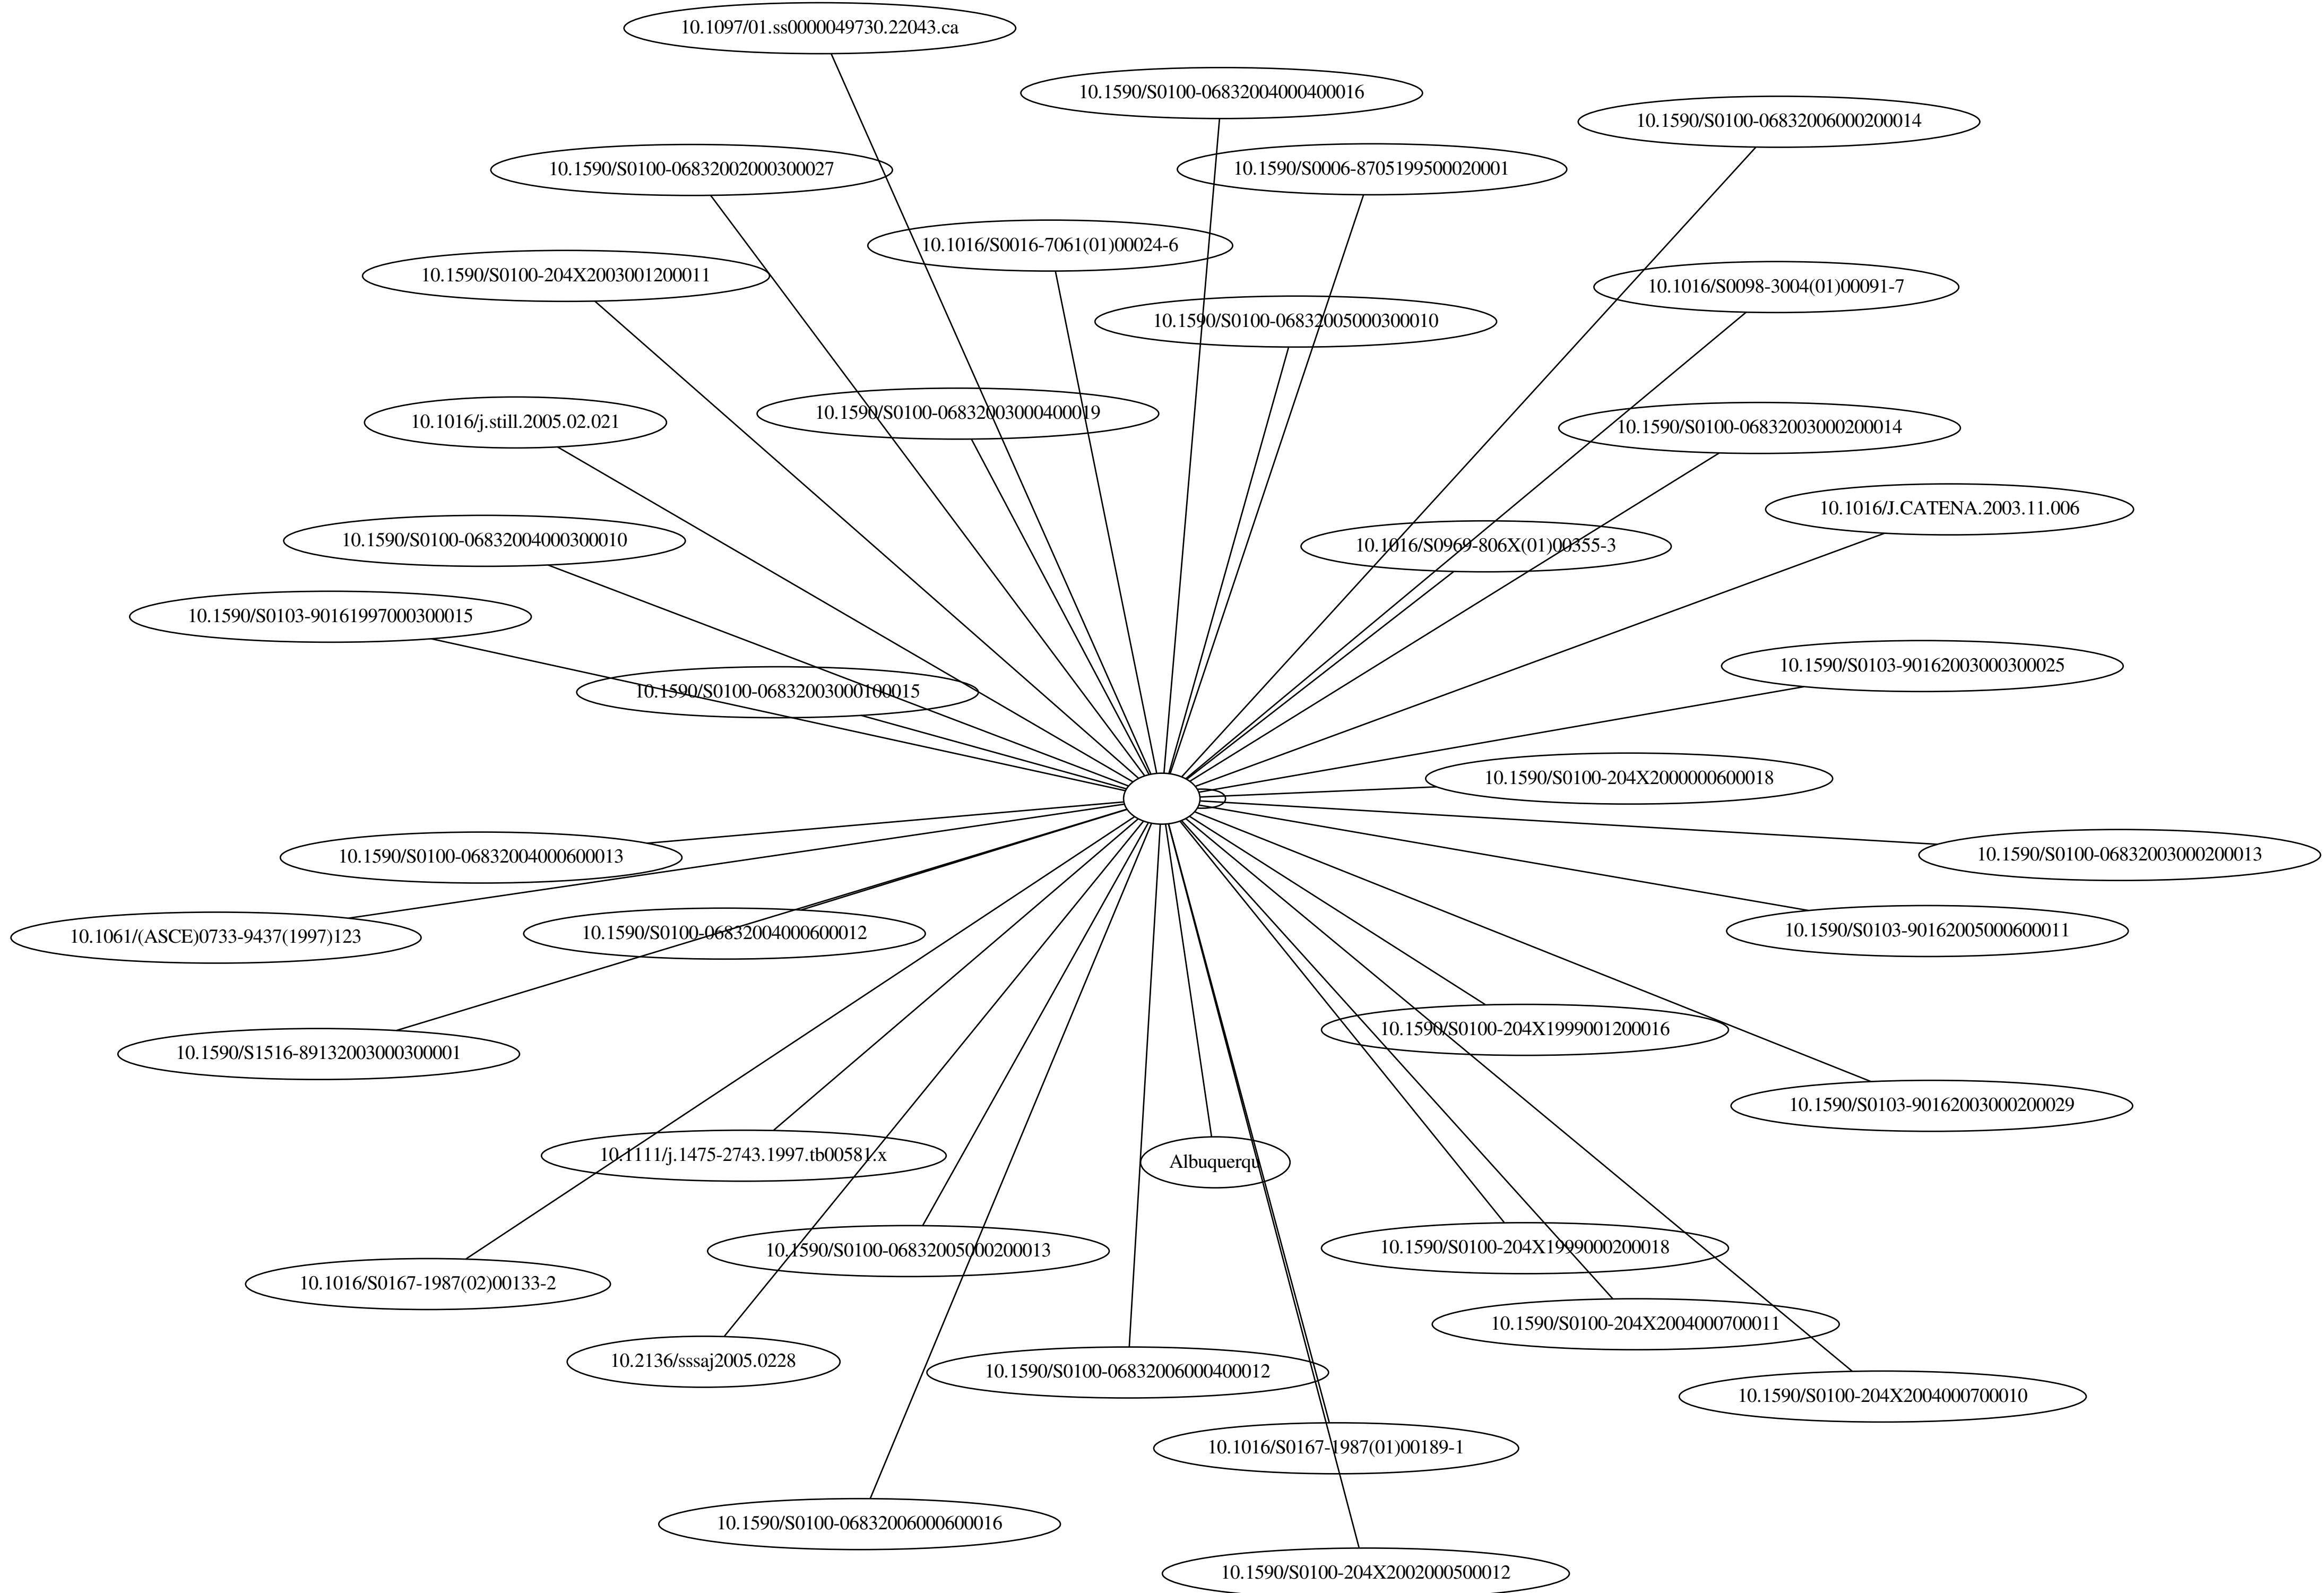 10.1097/01.ss0000049730.22043.ca
10.1590/S0100-06832004000400016
10.1590/S0100-06832006000200014
10.1590/S0100-06832002000300027
10.1590/S0006-8705199500020001
10.1016/S0016-7061(01)00024-6
10.1590/S0100-204X2003001200011
10.1016/S0098-3004(01)00091-7
10.1590/S0100-06832005000300010
10.1590/S0100-06832003000400019
10.1016/j.still.2005.02.021
10.1590/S0100-06832003000200014
10.1016/J.CATENA.2003.11.006
10.1590/S0100-06832004000300010
10.1016/S0969-806X(01)00355-3
10.1590/S0103-90161997000300015
10.1590/S0103-90162003000300025
10.1590/S0100-06832003000100015
10.1590/S0100-204X2000000600018
10.1590/S0100-06832004000600013
10.1590/S0100-06832003000200013
10.1061/(ASCE)0733-9437(1997)123
10.1590/S0100-06832004000600012
10.1590/S0103-90162005000600011
10.1590/S0100-204X1999001200016
10.1590/S1516-89132003000300001
10.1590/S0103-90162003000200029
10.1111/j.1475-2743.1997.tb00581.x
Albuquerqu
10.1590/S0100-06832005000200013
10.1590/S0100-204X1999000200018
10.1016/S0167-1987(02)00133-2
10.1590/S0100-204X2004000700011
10.2136/sssaj2005.0228
10.1590/S0100-06832006000400012
10.1590/S0100-204X2004000700010
10.1016/S0167-1987(01)00189-1
10.1590/S0100-06832006000600016
10.1590/S0100-204X2002000500012